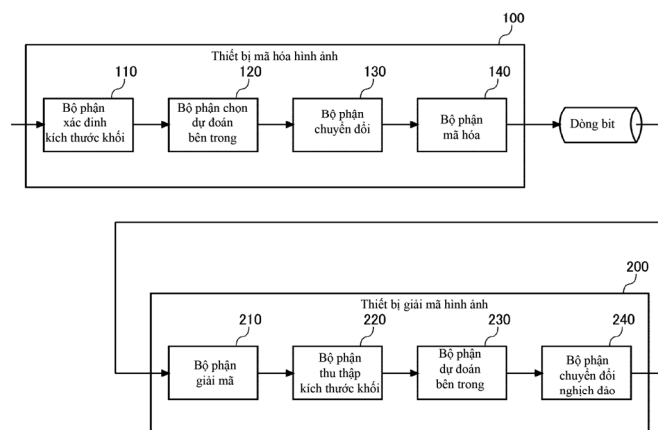 100
Thiết bị mã hóa hình ảnh
110
120
130
140
Bộ phận
xác đinh
kích thước khối
Bộ phận chọn
dự đoán
bên trong
Bộ phận
chuyển đổi
Bộ phận
mã hóa
Dòng bit
200
Thiết bị giải mã hình ảnh
210
220
230
240
Bộ phận
giải mã
Bộ phận
thu thập
kích thước khối
Bộ phận
dự đoán
bên trong
Bộ phận
chuyển đổi
nghịch đảo